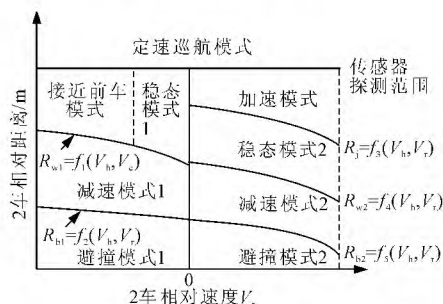 定速巡航模式
传感器
探测范围
接近前车
模式
稳态
模式
1
加速模式
稳态模式2
R_j=f_3(V_h,V_r)
R_w1=f_1(V_h,V_c)
减速模式1
减速模式2
R_w2=f_4(V_h,V_r)
R_b1=f_2(V_h,V_r)
避撞模式1
避撞模式2
R_b2=f_5(V_h,V_r)
0
2车相对速度V_r
2车相对距离/m